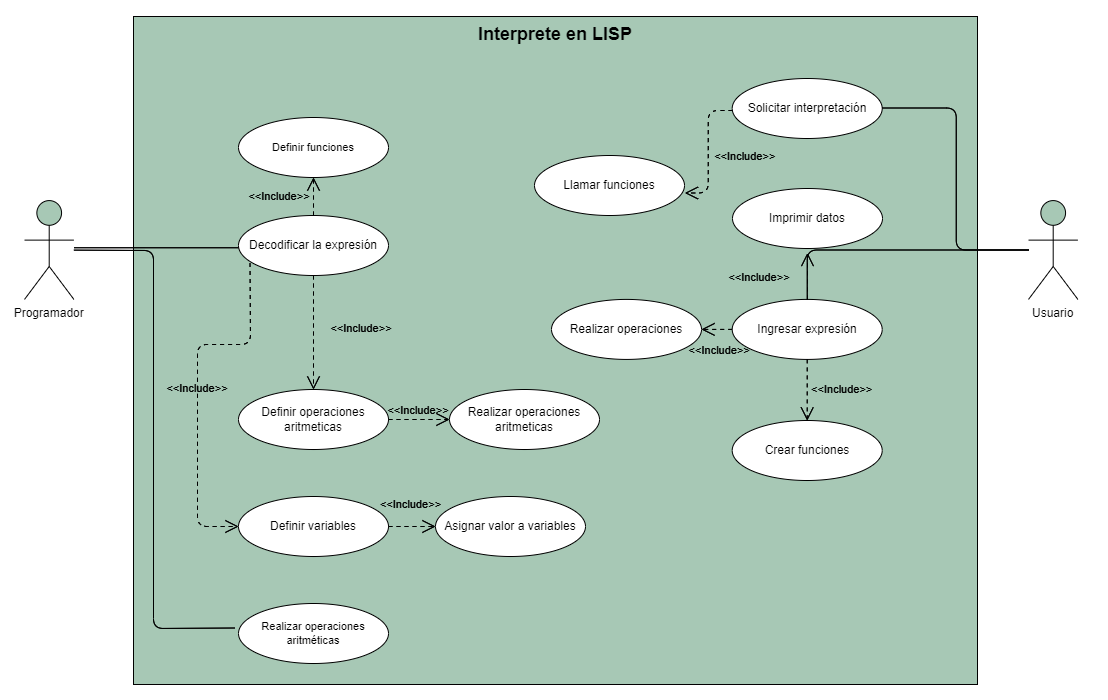 Interprete en LISP
Solicitar interpretación
Definir funciones
<<Include>>
Llamar funciones
<<Include>>
Imprimir datos
Decodificar la expresión
<<Include>>
Programador
Usuario
<<Include>>
Realizar operaciones
Ingresar expresión
<<Include>>
<<Include>>
<<Include>>
Definir operaciones
aritmeticas
<<Include>>
Realizar operaciones
aritmeticas
Crear funciones
<<Include>>
Definir variables
Asignar valor a variables
Realizar operaciones
aritméticas